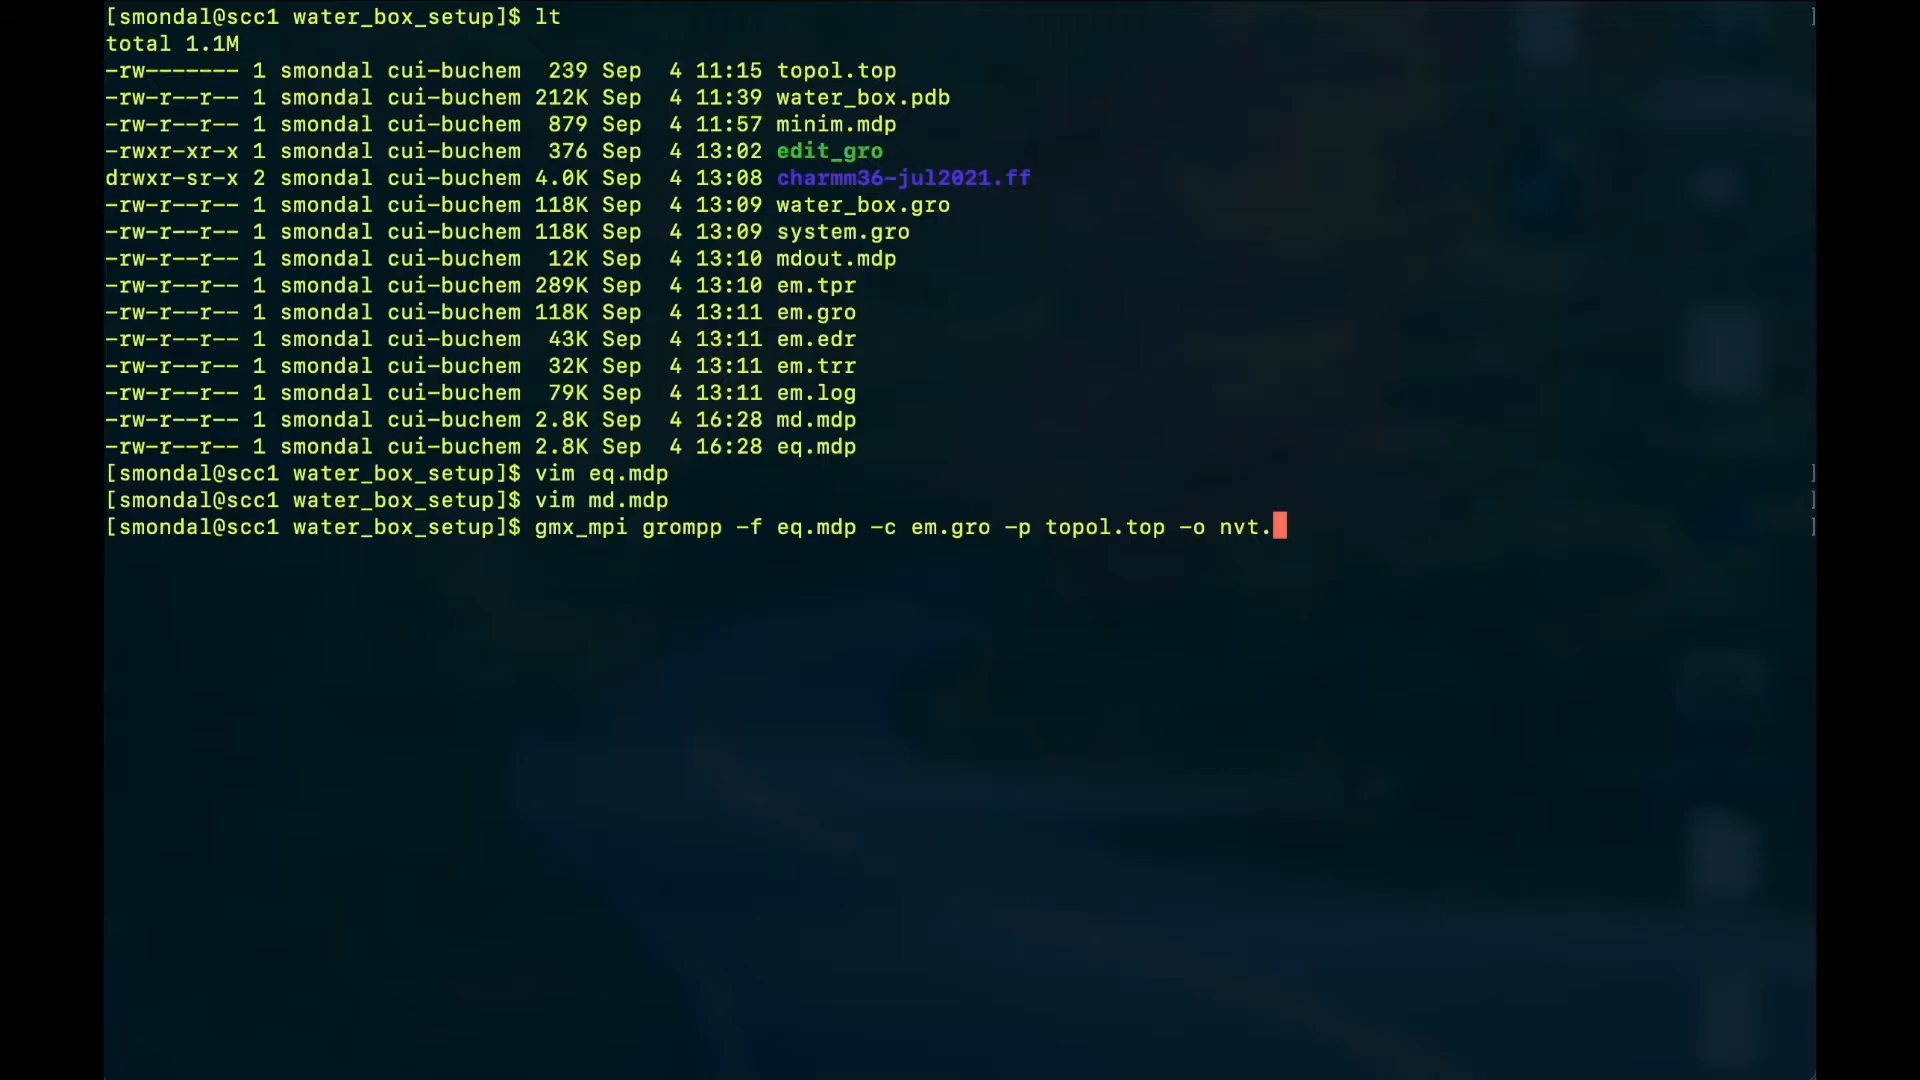 [smondal@scc1 water_box_setup]$ lt ]
total 1.1M
-rw------- 1 smondal cui-buchem  239 Sep  4 11:15 topol.top
-rw-r--r-- 1 smondal cui-buchem 212K Sep  4 11:39 water_box.pdb
-rw-r--r-- 1 smondal cui-buchem  879 Sep  4 11:57 minim.mdp
-rwxr-xr-x 1 smondal cui-buchem  376 Sep  4 13:02 edit_gro
drwxr-sr-x 2 smondal cui-buchem 4.0K Sep  4 13:08 charmm36-jul2021.ff
-rw-r--r-- 1 smondal cui-buchem 118K Sep  4 13:09 water_box.gro
-rw-r--r-- 1 smondal cui-buchem 118K Sep  4 13:09 system.gro
-rw-r--r-- 1 smondal cui-buchem  12K Sep  4 13:10 mdout.mdp
-rw-r--r-- 1 smondal cui-buchem 289K Sep  4 13:10 em.tpr
-rw-r--r-- 1 smondal cui-buchem 118K Sep  4 13:11 em.gro
-rw-r--r-- 1 smondal cui-buchem  43K Sep  4 13:11 em.edr
-rw-r--r-- 1 smondal cui-buchem  32K Sep  4 13:11 em.trr
-rw-r--r-- 1 smondal cui-buchem  79K Sep  4 13:11 em.log
-rw-r--r-- 1 smondal cui-buchem 2.8K Sep  4 16:28 md.mdp
-rw-r--r-- 1 smondal cui-buchem 2.8K Sep  4 16:28 eq.mdp
[smondal@scc1 water_box_setup]$ vim eq.mdp ]
[smondal@scc1 water_box_setup]$ vim md.mdp ]
[smondal@scc1 water_box_setup]$ gmx_mpi grompp -f eq.mdp -c em.gro -p topol.top -o nvt. ]